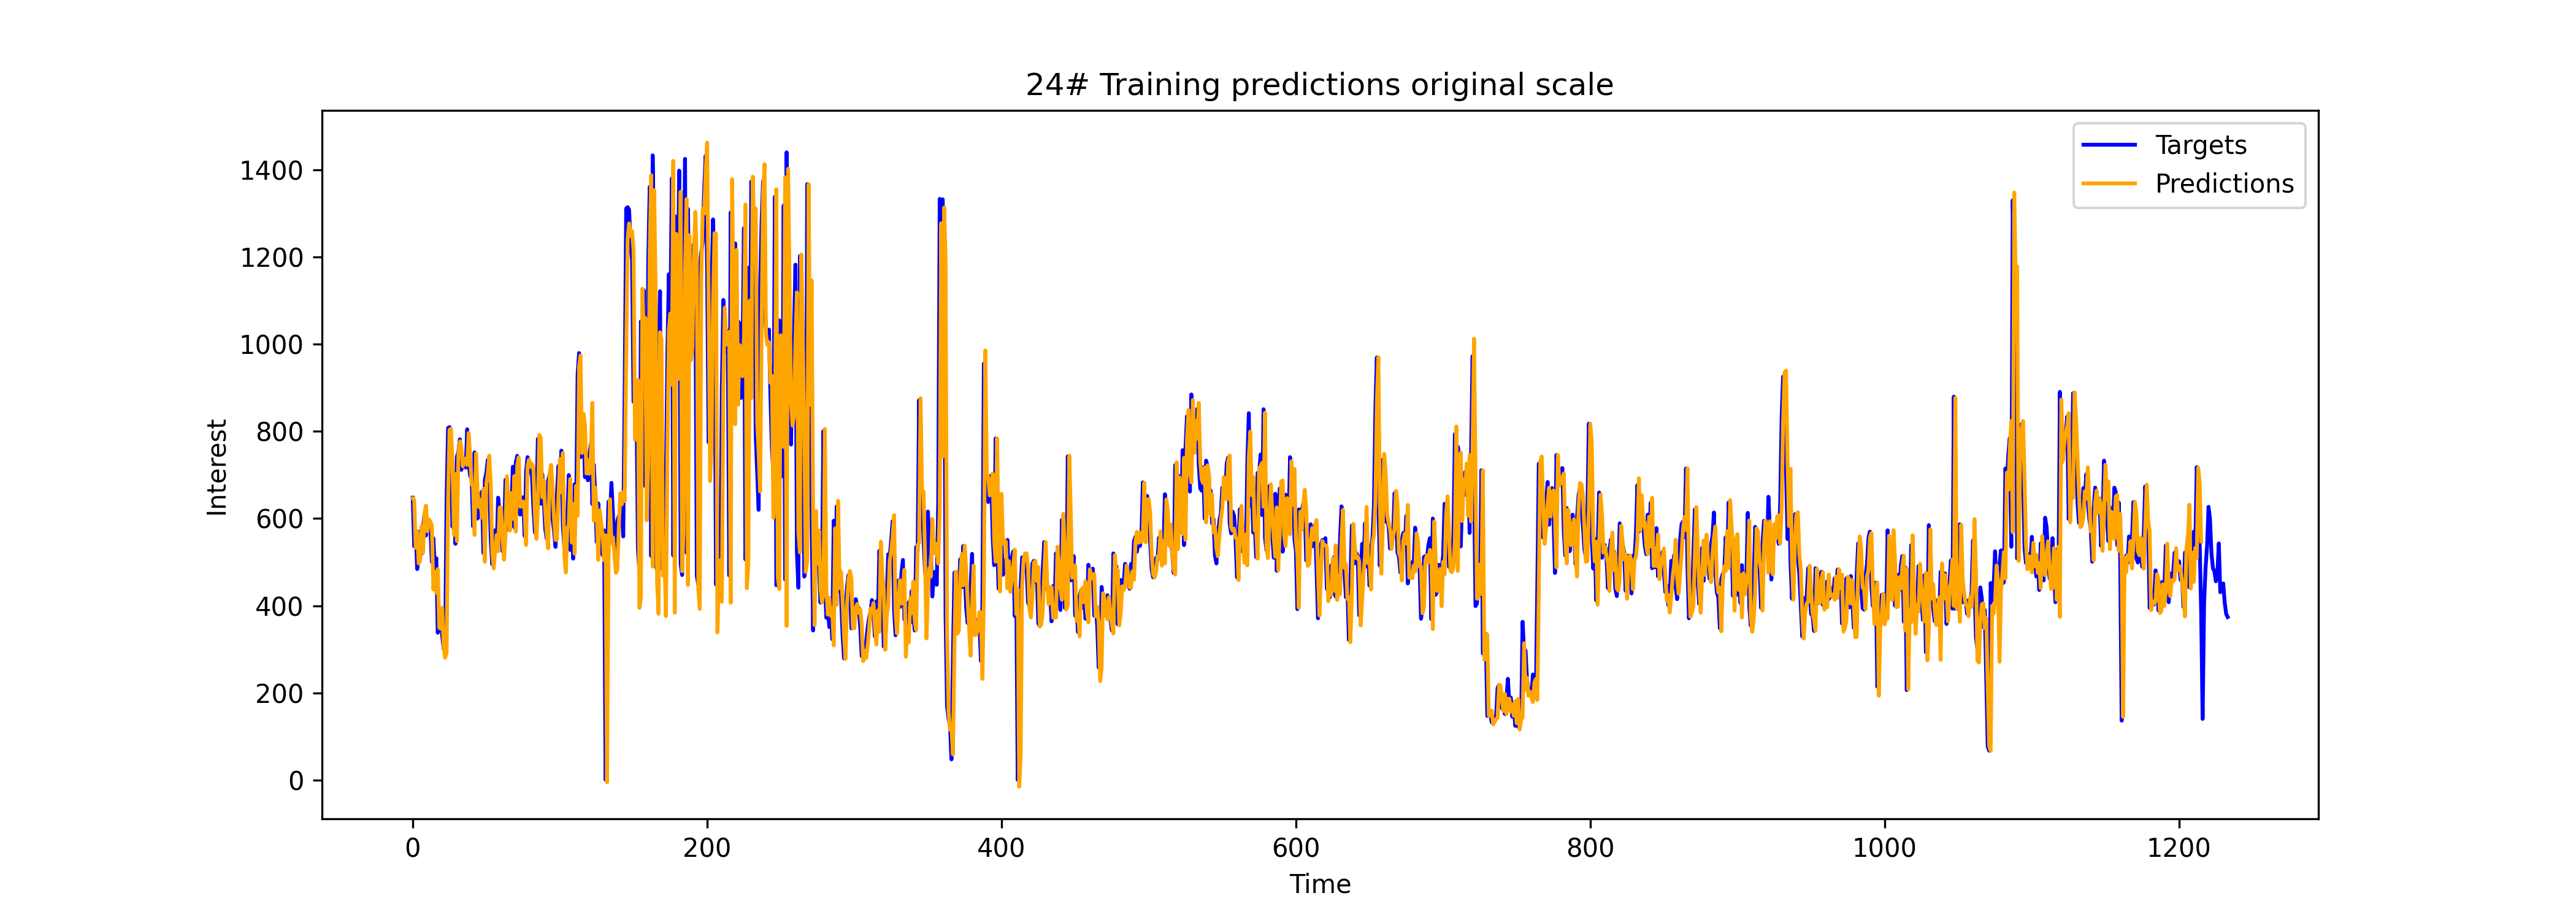 24# Training predictions original scale
Targets
Predictions
1400
1200
1000
800
600
400
200
0
Interest
0 200 400 600 800 1000 1200
Time